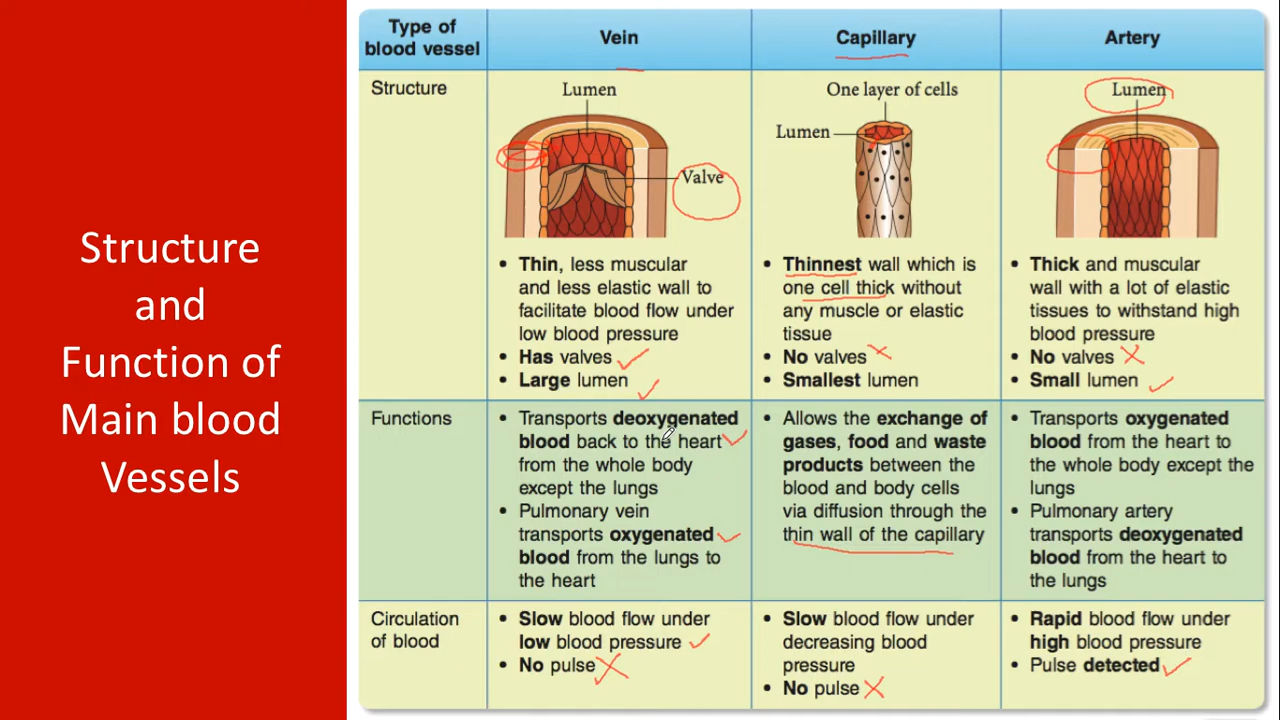 Structure
and
Function of
Main blood
Vessels
Type of
blood vessel
Vein
Capillary
Artery
Structure
Lumen
Valve
One layer of cells
Lumen
Lumen
• Thin, less muscular
and less elastic wall to
facilitate blood flow under
low blood pressure
• Has valves
• Large lumen
• Thinnest wall which is
one cell thick without
any muscle or elastic
tissue
• No valves
• Smallest lumen
• Thick and muscular
wall with a lot of elastic
tissues to withstand high
blood pressure
• No valves
• Small lumen
Functions
• Transports deoxygenated
blood back to the heart
from the whole body
except the lungs
• Pulmonary vein
transports oxygenated
blood from the lungs to
the heart
• Allows the exchange of
gases, food and waste
products between the
blood and body cells
via diffusion through the
thin wall of the capillary
• Transports oxygenated
blood from the heart to
the whole body except the
lungs
• Pulmonary artery
transports deoxygenated
blood from the heart to
the lungs
Circulation
of blood
• Slow blood flow under
low blood pressure
• No pulse
• Slow blood flow under
decreasing blood
pressure
• No pulse
• Rapid blood flow under
high blood pressure
• Pulse detected